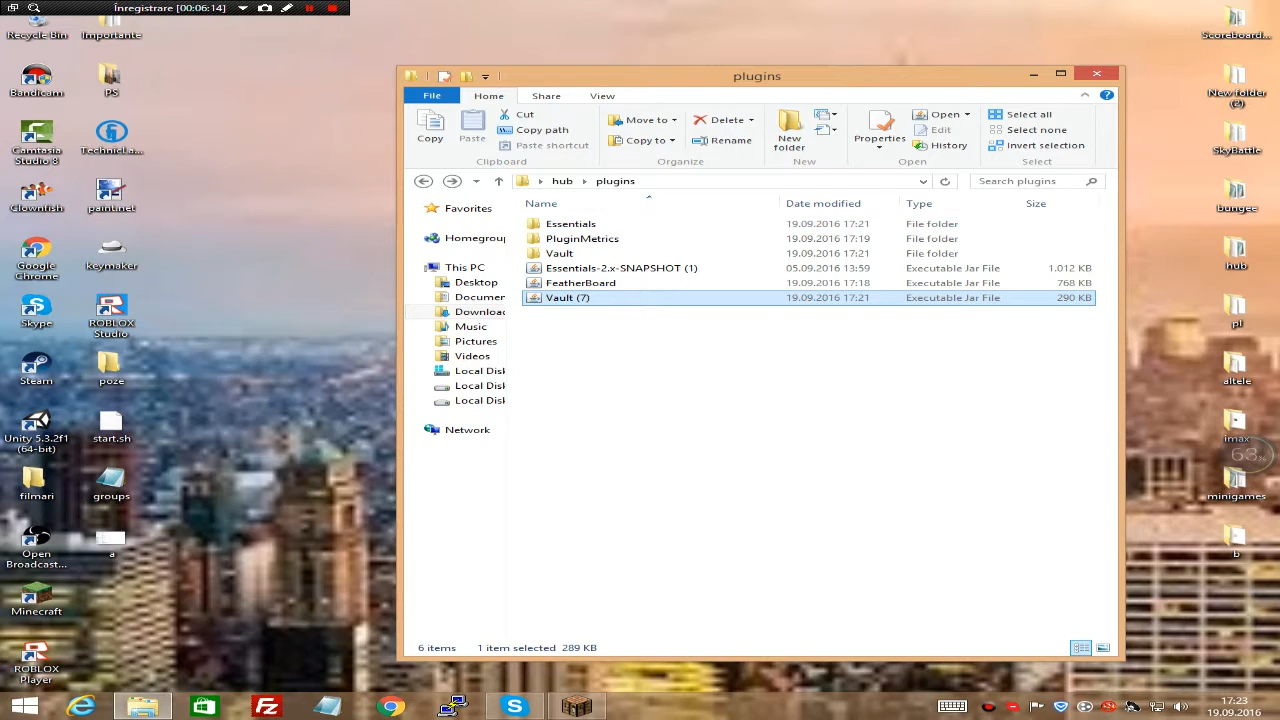 Înregistrare [00:06:14]
Recycle Bin
Importante
Bandicam
PS
Camtasia
Studio 8
TechnicLa...
Clownfish
paint.net
Google
Chrome
keymaker
Skype
ROBLOX
Studio
Steam
poze
Unity 5.3.2f1
(64-bit)
start.sh
filmari
groups
Open
Broadcast...
a
Minecraft
ROBLOX
Player
plugins
File
Home
Share
View
Copy
Paste
Cut
Copy path
Paste shortcut
Clipboard
Move to
Copy to
Delete
Rename
Organize
New
folder
New
Properties
Open
Edit
History
Open
Select all
Select none
Invert selection
Select
hub
plugins
Search plugins
Favorites
Homegroup
This PC
Desktop
Documen
Downloac
Music
Pictures
Videos
Local Disk
Local Disk
Local Disk
Network
Name Date modified Type Size
Essentials 19.09.2016 17:21 File folder
PluginMetrics 19.09.2016 17:19 File folder
Vault 19.09.2016 17:21 File folder
Essentials-2.x-SNAPSHOT (1) 05.09.2016 13:59 Executable Jar File 1.012 KB
FeatherBoard 19.09.2016 17:18 Executable Jar File 768 KB
Vault (7) 19.09.2016 17:21 Executable Jar File 290 KB
6 items 1 item selected 289 KB
Scoreboard...
New folder
(2)
SkyBattle
bungee
hub
pl
altele
imax
63%
minigames
b
17:23
19.09.2016